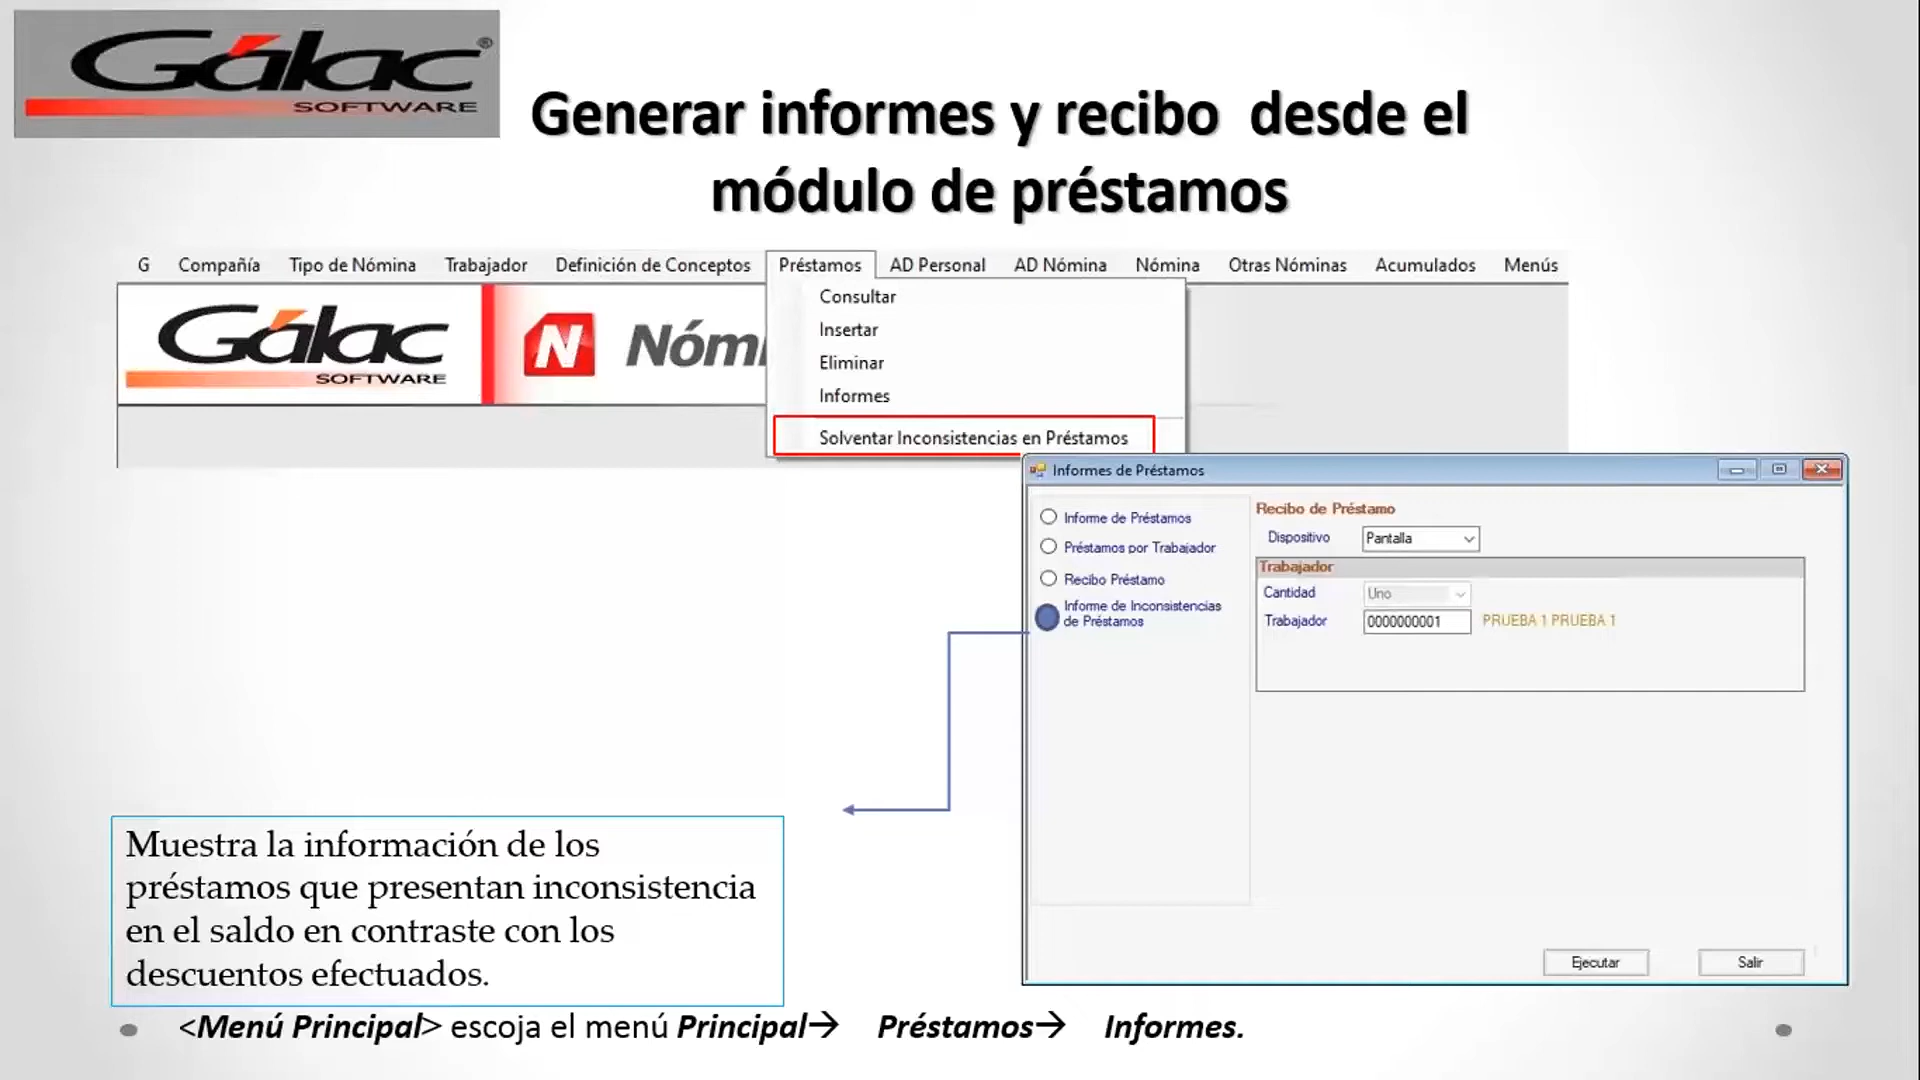 Gálac®
SOFTWARE
Generar informes y recibo desde el
módulo de préstamos
G Compañía Tipo de Nómina Trabajador Definición de Conceptos Préstamos AD Personal AD Nómina Nómina Otras Nóminas Acumulados Menús
Gálac
SOFTWARE
N Nómi
Consultar
Insertar
Eliminar
Informes
Solventar Inconsistencias en Préstamos
Informes de Préstamos
Informe de Préstamos
Préstamos por Trabajador
Recibo Préstamo
Informe de Inconsistencias
de Préstamos
Recibo de Préstamo
Dispositivo Pantalla
Trabajador
Cantidad Uno
Trabajador 0000000001 PRUEBA 1 PRUEBA 1
Ejecutar Salir
Muestra la información de los
préstamos que presentan inconsistencia
en el saldo en contraste con los
descuentos efectuados.
<Menú Principal> escoja el menú Principal→ Préstamos→ Informes.